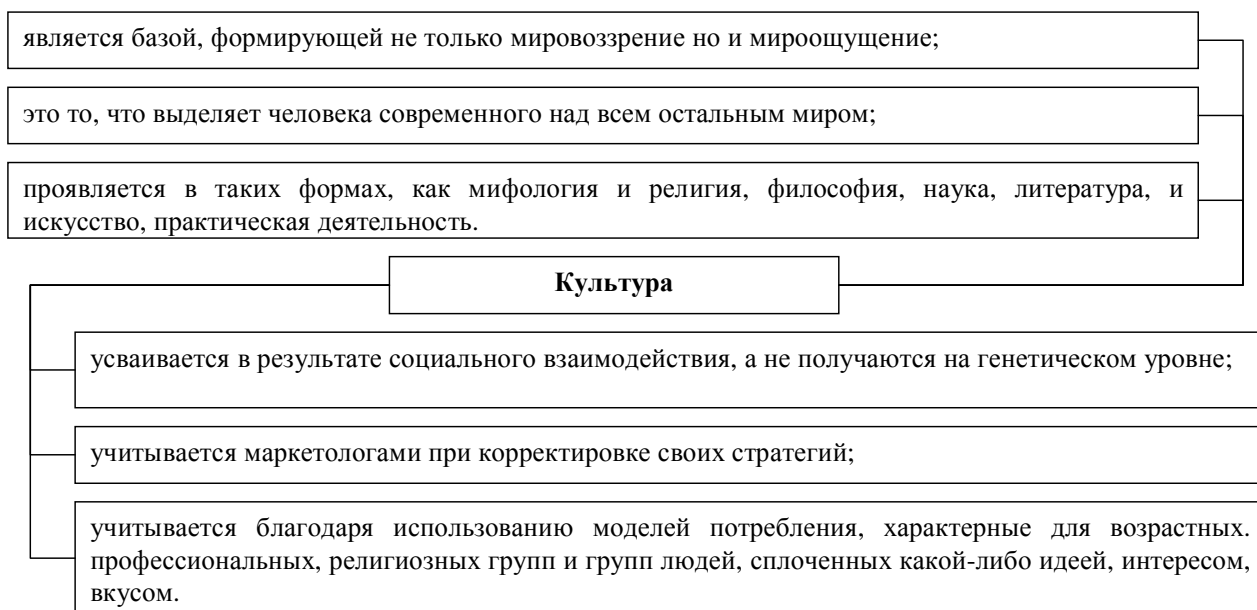 является базой, формирующей не только мировоззрение но и мироощущение;
это то, что выделяет человека современного над всем остальным миром;
проявляется в таких формах, как мифология и религия, философия, наука, литература, и
искусство, практическая деятельность.
Культура
усваивается в результате социального взаимодействия, а не получаются на генетическом уровне;
учитывается маркетологами при корректировке своих стратегий;
учитывается благодаря использованию моделей потребления, характерные для возрастных.
профессиональных, религиозных групп и групп людей, сплоченных какой-либо идеей, интересом,
вкусом.